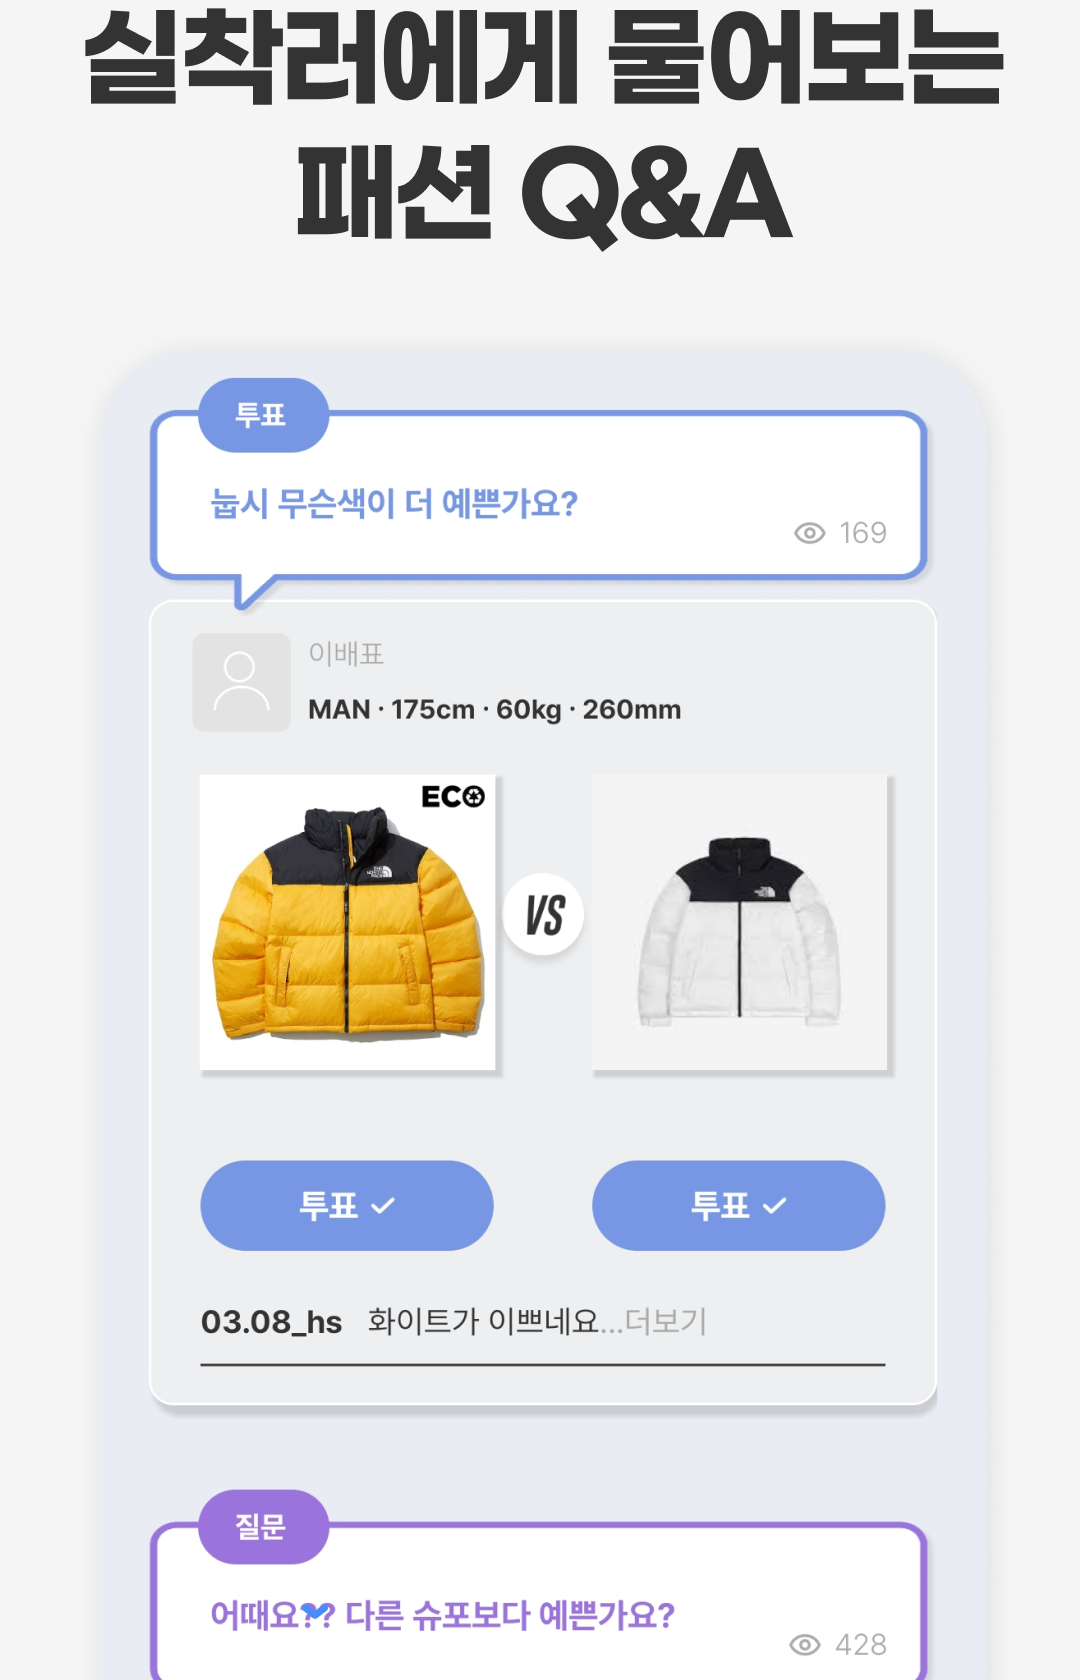 실착러에게 물어보는
패션 Q&A
투표
눕시 무슨색이 더 예쁜가요?
169
이배표
MAN · 175cm · 60kg · 260mm
ECO
THE NORTH FACE
VS
투표
투표
03.08_hs 화이트가 이쁘네요...더보기
질문
어때요?? 다른 슈포보다 예쁜가요?
428